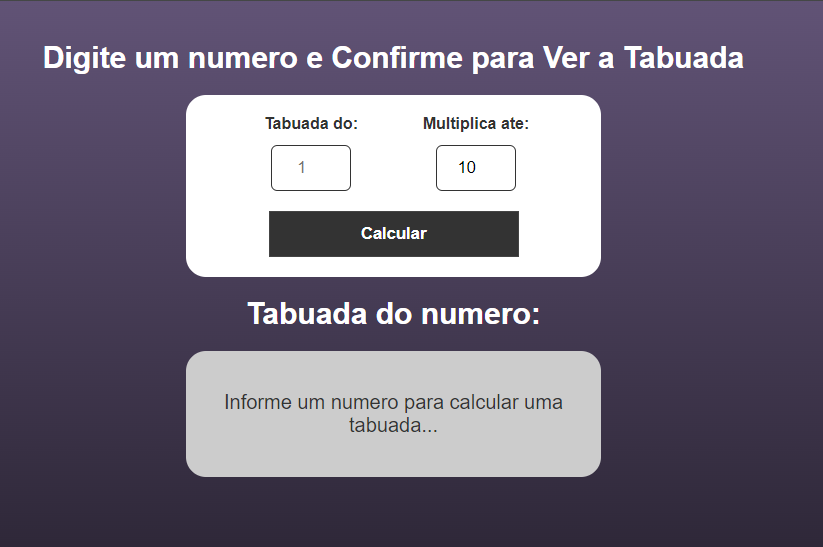 Digite um numero e Confirme para Ver a Tabuada
Tabuada do: Multiplica ate:
1 10
Calcular
Tabuada do numero:
Informe um numero para calcular uma
tabuada...